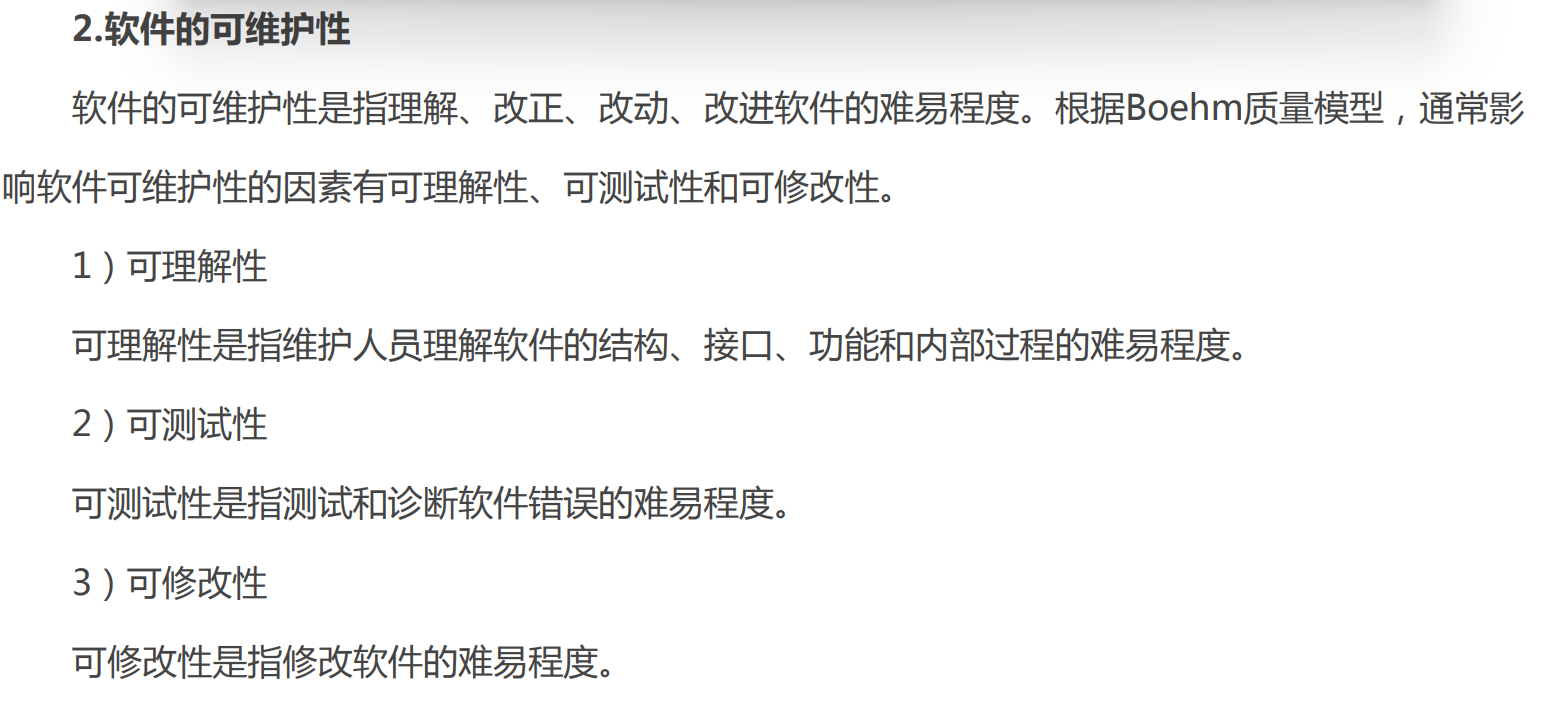 2.软件的可维护性
软件的可维护性是指理解、改正、改动、改进软件的难易程度。根据Boehm质量模型，通常影
响软件可维护性的因素有可理解性、可测试性和可修改性。
1）可理解性
可理解性是指维护人员理解软件的结构、接口、功能和内部过程的难易程度。
2）可测试性
可测试性是指测试和诊断软件错误的难易程度。
3）可修改性
可修改性是指修改软件的难易程度。